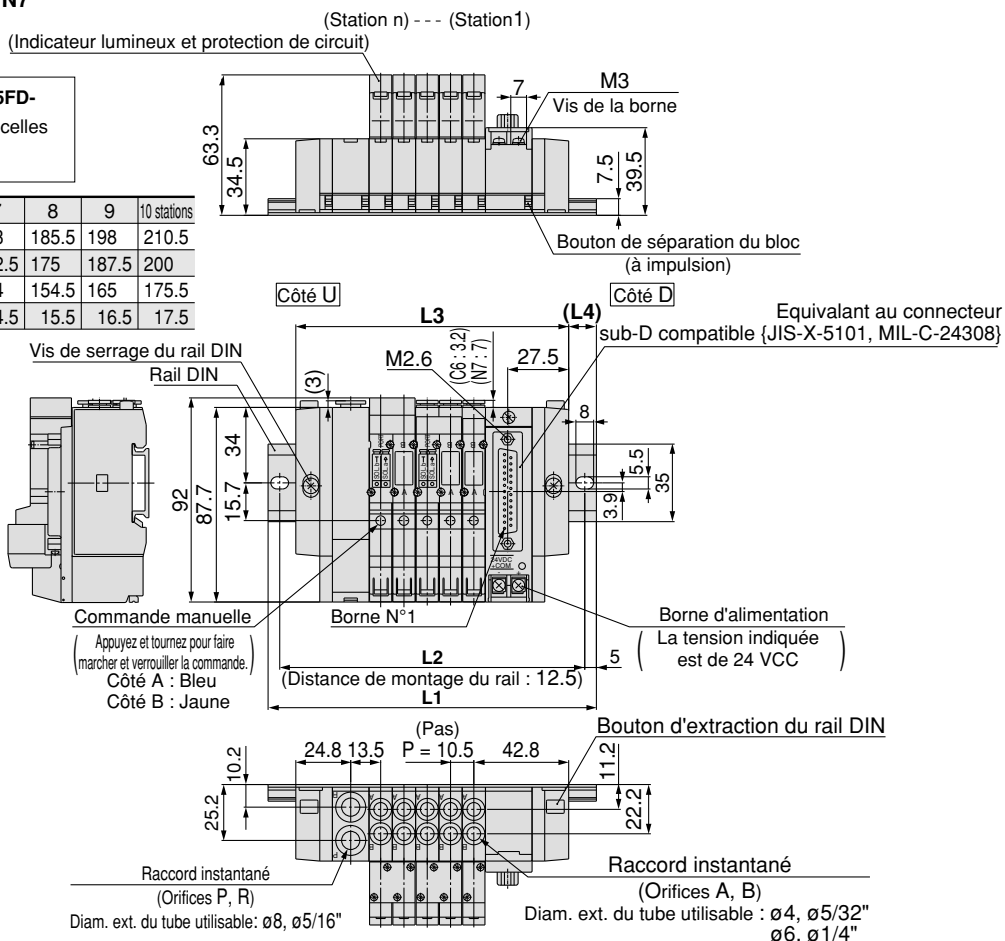 N7
(Station n) - - - (Station1)
(Indicateur lumineux et protection de circuit)
5FD-
celles
M3
Vis de la borne
7
63.3
34.5
7.5
39.5
Bouton de séparation du bloc
(à impulsion)
8 9 10 stations
185.5 198 210.5
2.5 175 187.5 200
154.5 165 175.5
4.5 15.5 16.5 17.5
Côté U
Côté D
L3
(L4)
Equivalant au connecteur
sub-D compatible {JIS-X-5101, MIL-C-24308}
Vis de serrage du rail DIN
Rail DIN
(3)
M2.6
(C6 : 3.2)
(N7 : 7)
27.5
8
92
87.7
34
15.7
5.5
3.9
35
24VDC
+COM
- +
Commande manuelle
(Appuyez et tournez pour faire
marcher et verrouiller la commande.)
Côté A : Bleu
Côté B : Jaune
Borne N°1
Borne d'alimentation
(La tension indiquée
est de 24 VCC)
L2
5
(Distance de montage du rail : 12.5)
L1
(Pas)
24.8 13.5 P = 10.5 42.8
Bouton d'extraction du rail DIN
10.2
25.2
11.2
22.2
Raccord instantané
(Orifices P, R)
Diam. ext. du tube utilisable: ø8, ø5/16"
Raccord instantané
(Orifices A, B)
Diam. ext. du tube utilisable : ø4, ø5/32"
ø6, ø1/4"